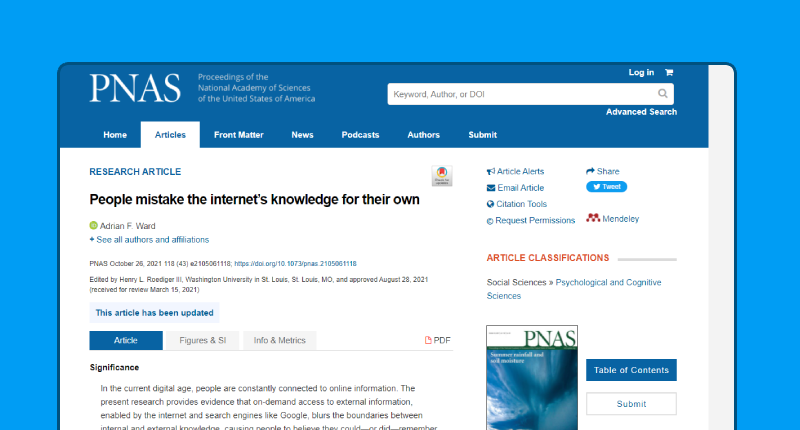 PNAS
Proceedings of the
National Academy of Sciences
of the United States of America
Log in
Keyword, Author, or DOI
Advanced Search
Home Articles Front Matter News Podcasts Authors Submit
RESEARCH ARTICLE
People mistake the internet's knowledge for their own
Adrian F. Ward
+ See all authors and affiliations
PNAS October 26, 2021 118 (43) e2105061118; https://doi.org/10.1073/pnas.2105061118
Edited by Henry L. Roediger III, Washington University in St. Louis, St. Louis, MO, and approved August 28, 2021
(received for review March 15, 2021)
This article has been updated
Article Figures & SI Info & Metrics PDF
Significance
In the current digital age, people are constantly connected to online information. The
present research provides evidence that on-demand access to external information,
enabled by the internet and search engines like Google, blurs the boundaries between
internal and external knowledge, causing people to believe they could—or did—remember
Article Alerts Share
Email Article Tweet
Citation Tools
© Request Permissions Mendeley
ARTICLE CLASSIFICATIONS
Social Sciences » Psychological and Cognitive
Sciences
PNAS
Summer rainfall and
soil moisture
Table of Contents
Submit